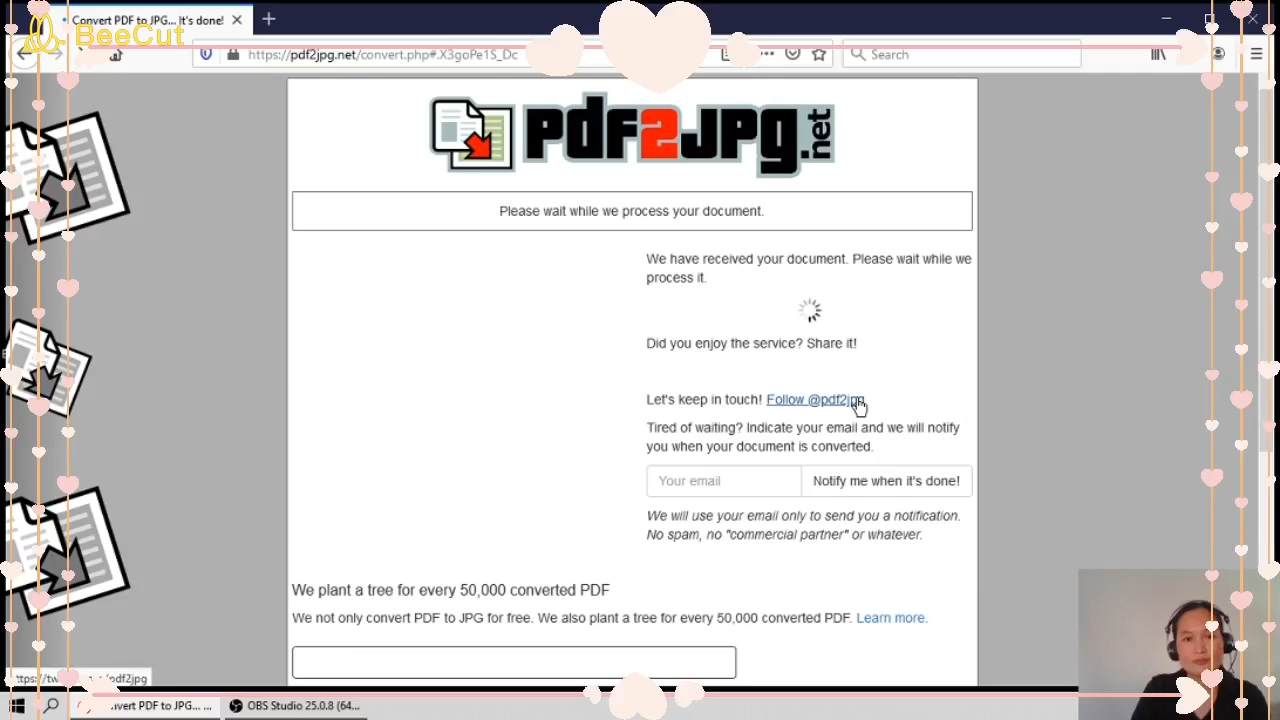 Convert PDF to JPG... It's done!
BeeCut
https://pdf2jpg.net/convert.php#.X3goPe1S_Dc
Search
PdF2JPg.net
Please wait while we process your document.
We have received your document. Please wait while we
process it.
Did you enjoy the service? Share it!
Let's keep in touch! Follow @pdf2jpg
Tired of waiting? Indicate your email and we will notify
you when your document is converted.
Your email
Notify me when it's done!
We will use your email only to send you a notification.
No spam, no "commercial partner" or whatever.
We plant a tree for every 50,000 converted PDF
We not only convert PDF to JPG for free. We also plant a tree for every 50,000 converted PDF. Learn more.
/pdf2jpg
PDF to JPG... ...
OBS Studio 25.0.8 (64...